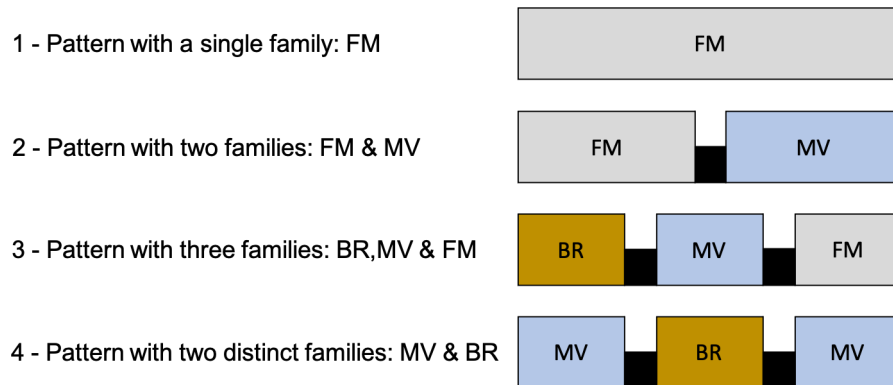 1 - Pattern with a single family: FM
FM
2 - Pattern with two families: FM & MV
FM
MV
3 - Pattern with three families: BR,MV & FM
BR
MV
FM
4 - Pattern with two distinct families: MV & BR
MV
BR
MV